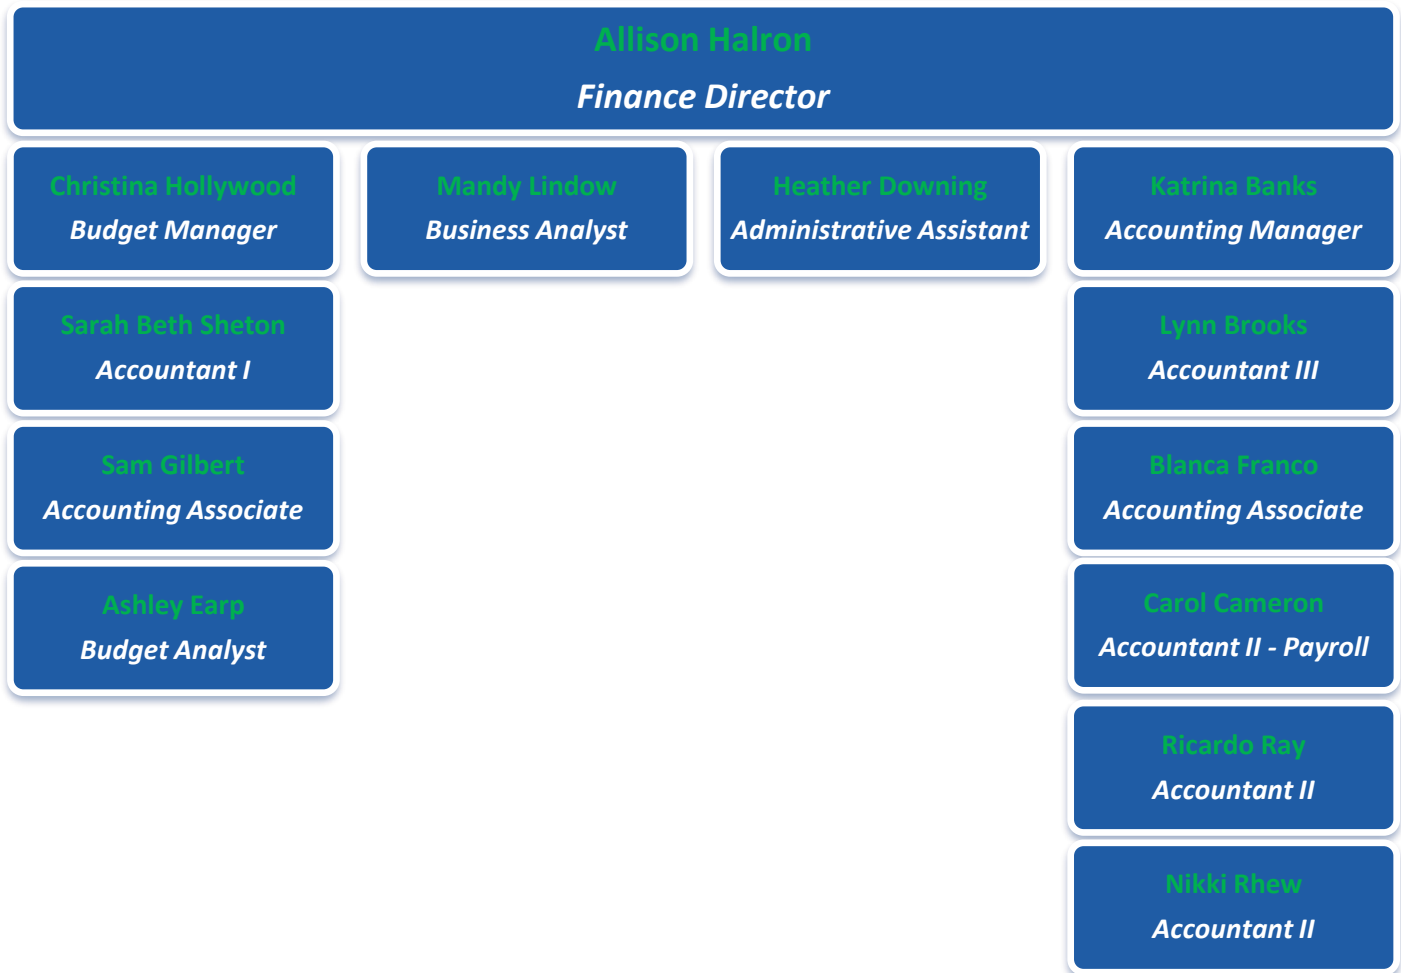 Allison Halron
Finance Director
Christina Hollywood
Budget Manager
Mandy Lindow
Business Analyst
Heather Downing
Administrative Assistant
Katrina Banks
Accounting Manager
Sarah Beth Sheton
Accountant I
Lynn Brooks
Accountant III
Sam Gilbert
Accounting Associate
Blanca Franco
Accounting Associate
Ashley Earp
Budget Analyst
Carol Cameron
Accountant II - Payroll
Ricardo Ray
Accountant II
Nikki Rhew
Accountant II